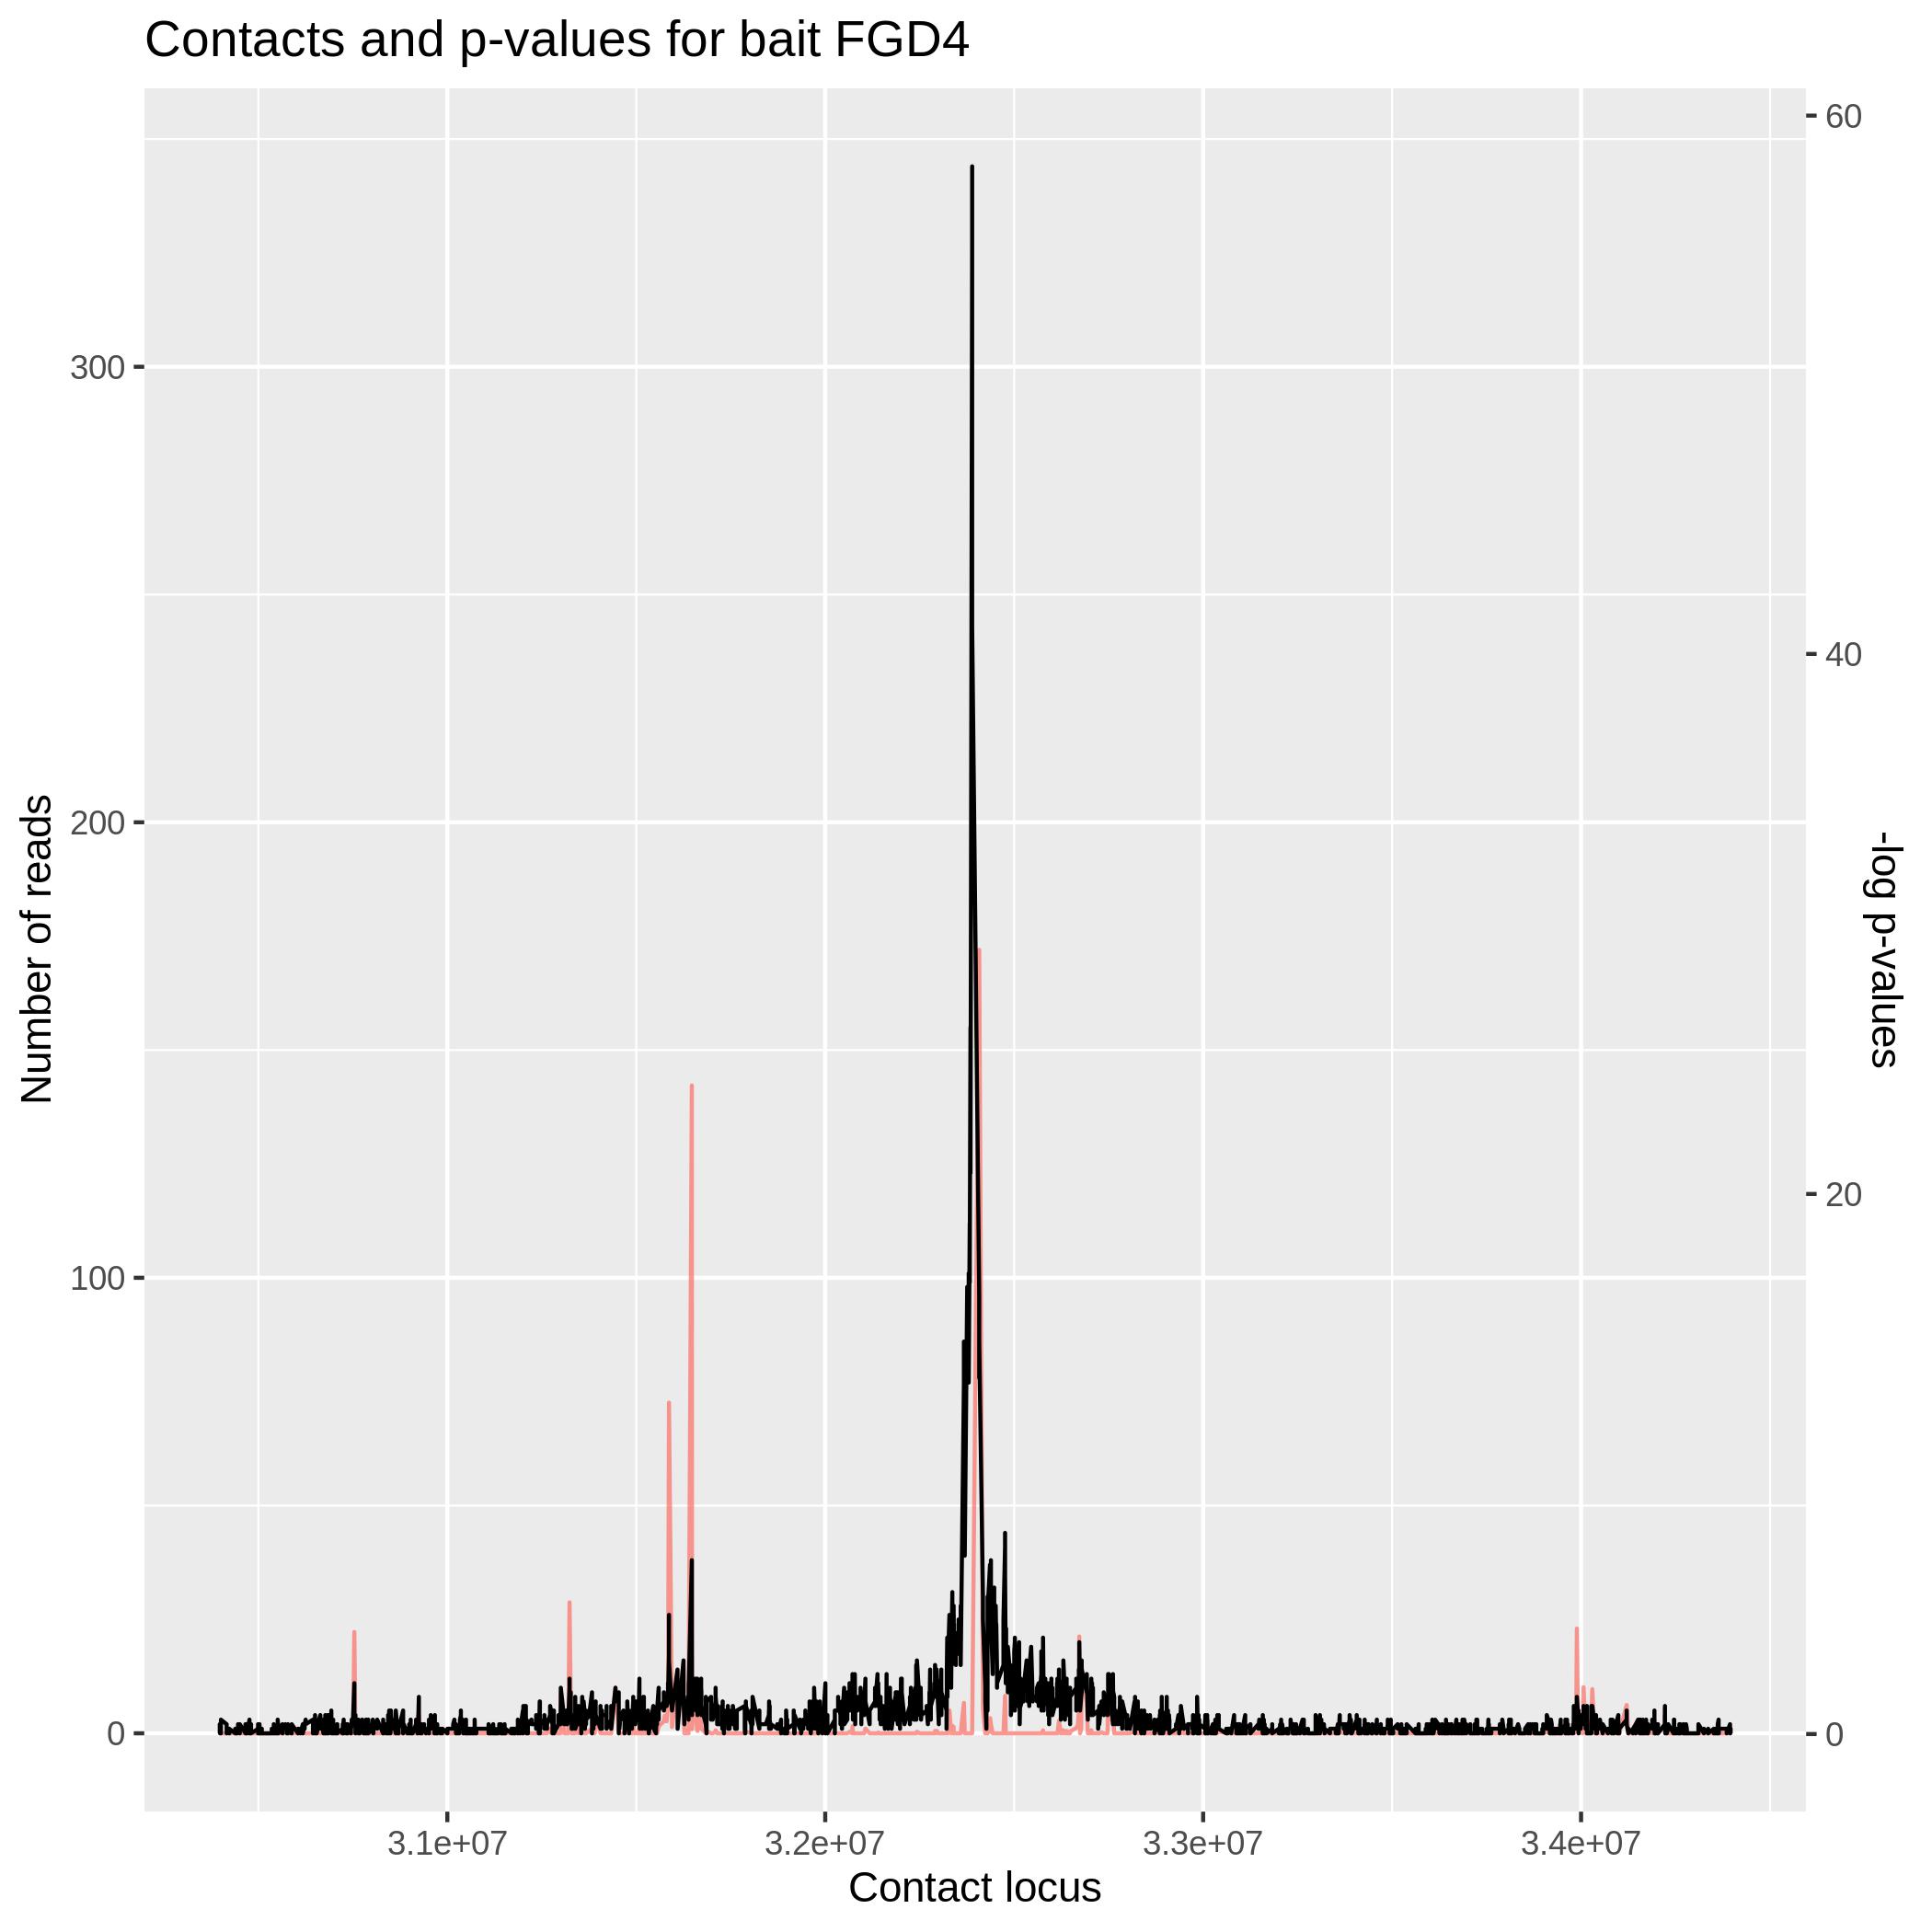 Contacts and p-values for bait FGD4
Number of reads
300
200
100
0
60
40
20
0
-log p-values
3.1e+07
3.2e+07
3.3e+07
3.4e+07
Contact locus